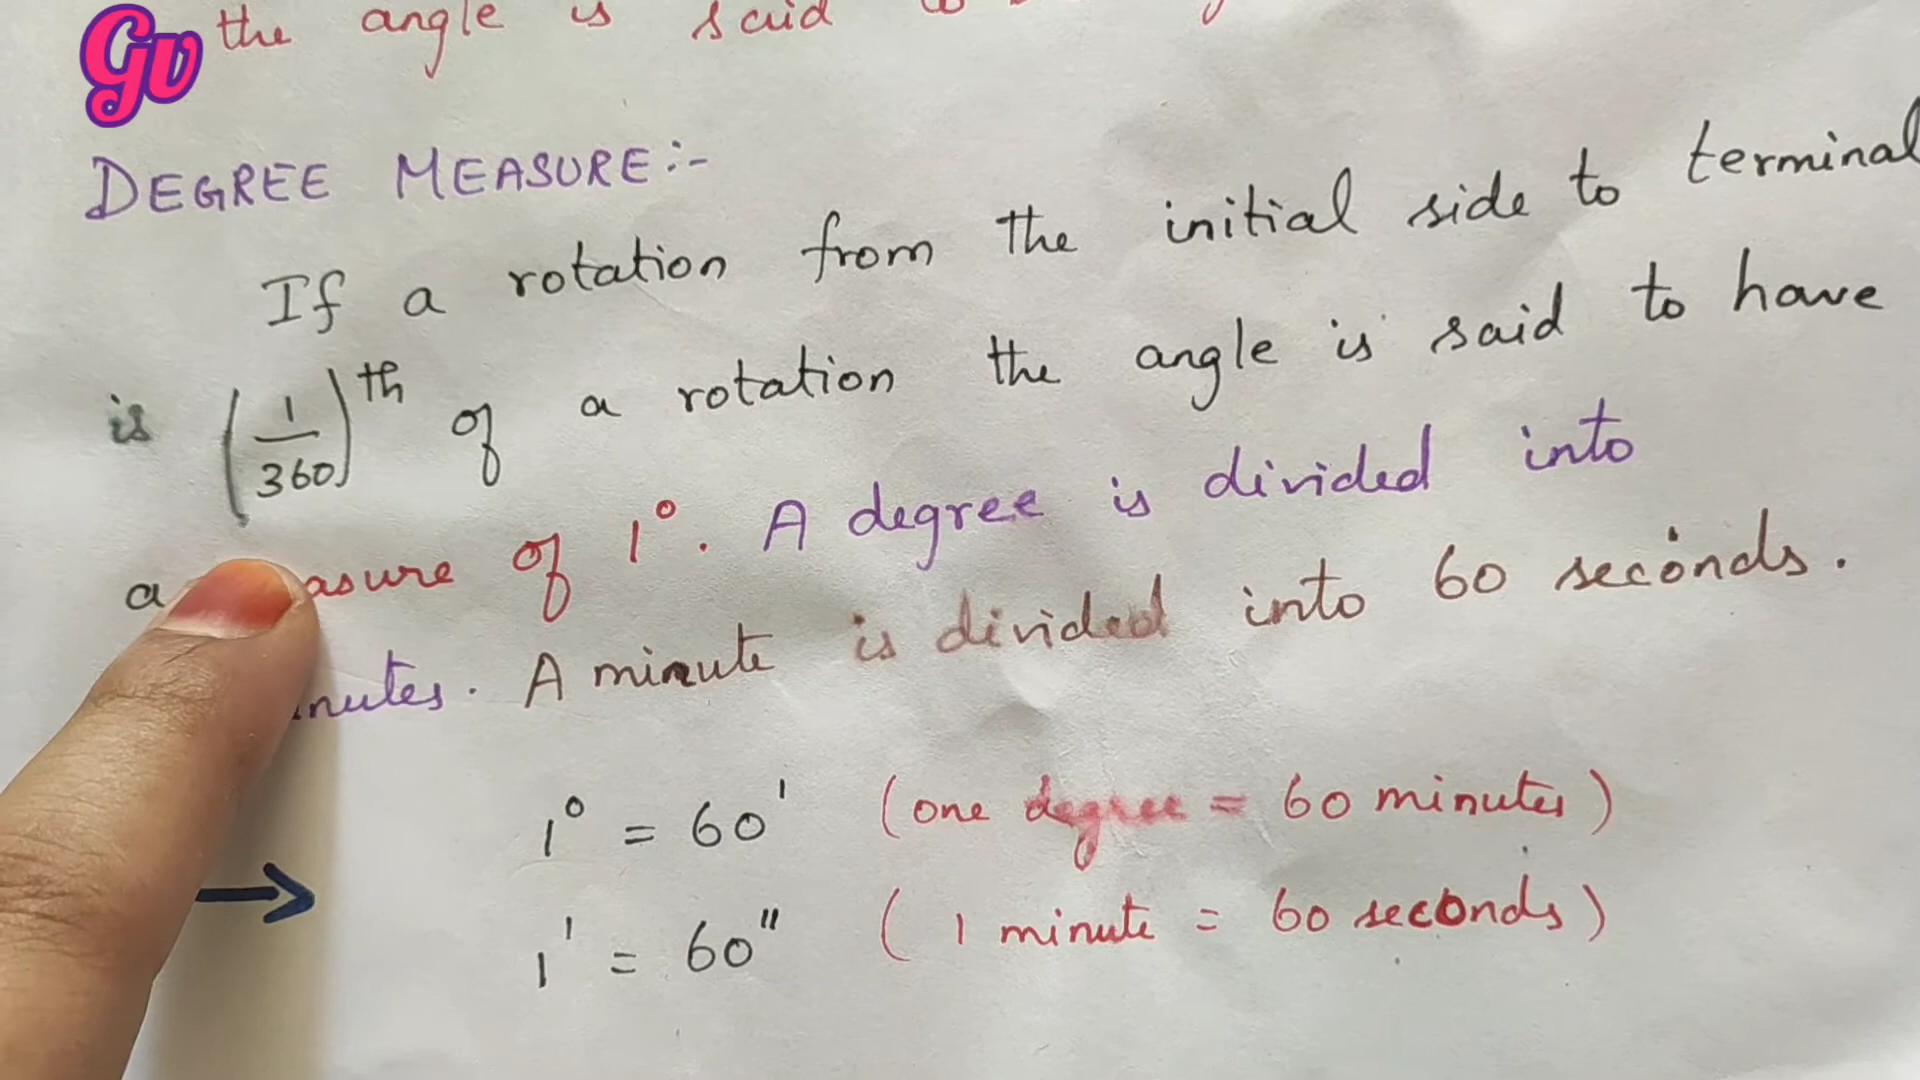 Gv
the angle is said
DEGREE MEASURE:-
If a rotation from the initial side to terminal
is (1/360)th of a rotation the angle is said to have
a asure of 1°. A degree is divided into
nutes. A minute is divided into 60 seconds.
1° = 60' (one degree = 60 minutes)
→ 1' = 60" (1 minute = 60 seconds)